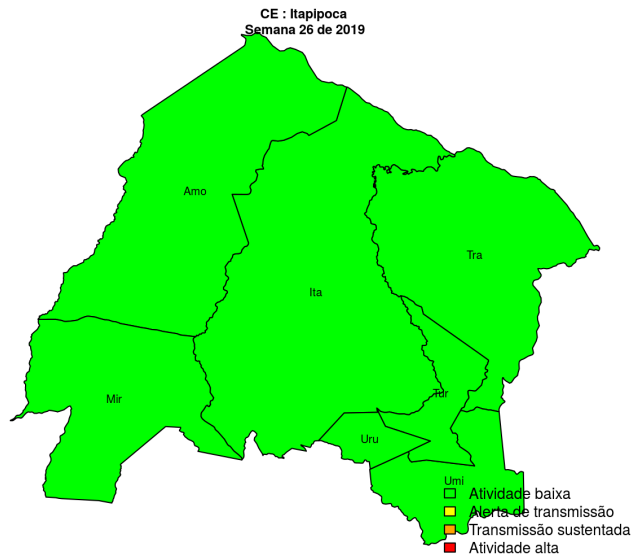 CE : Itapipoca
Semana 26 de 2019
Amo
Tra
Ita
Tur
Mir
Uru
Umi
Atividade baixa
Alerta de transmissão
Transmissão sustentada
Atividade alta